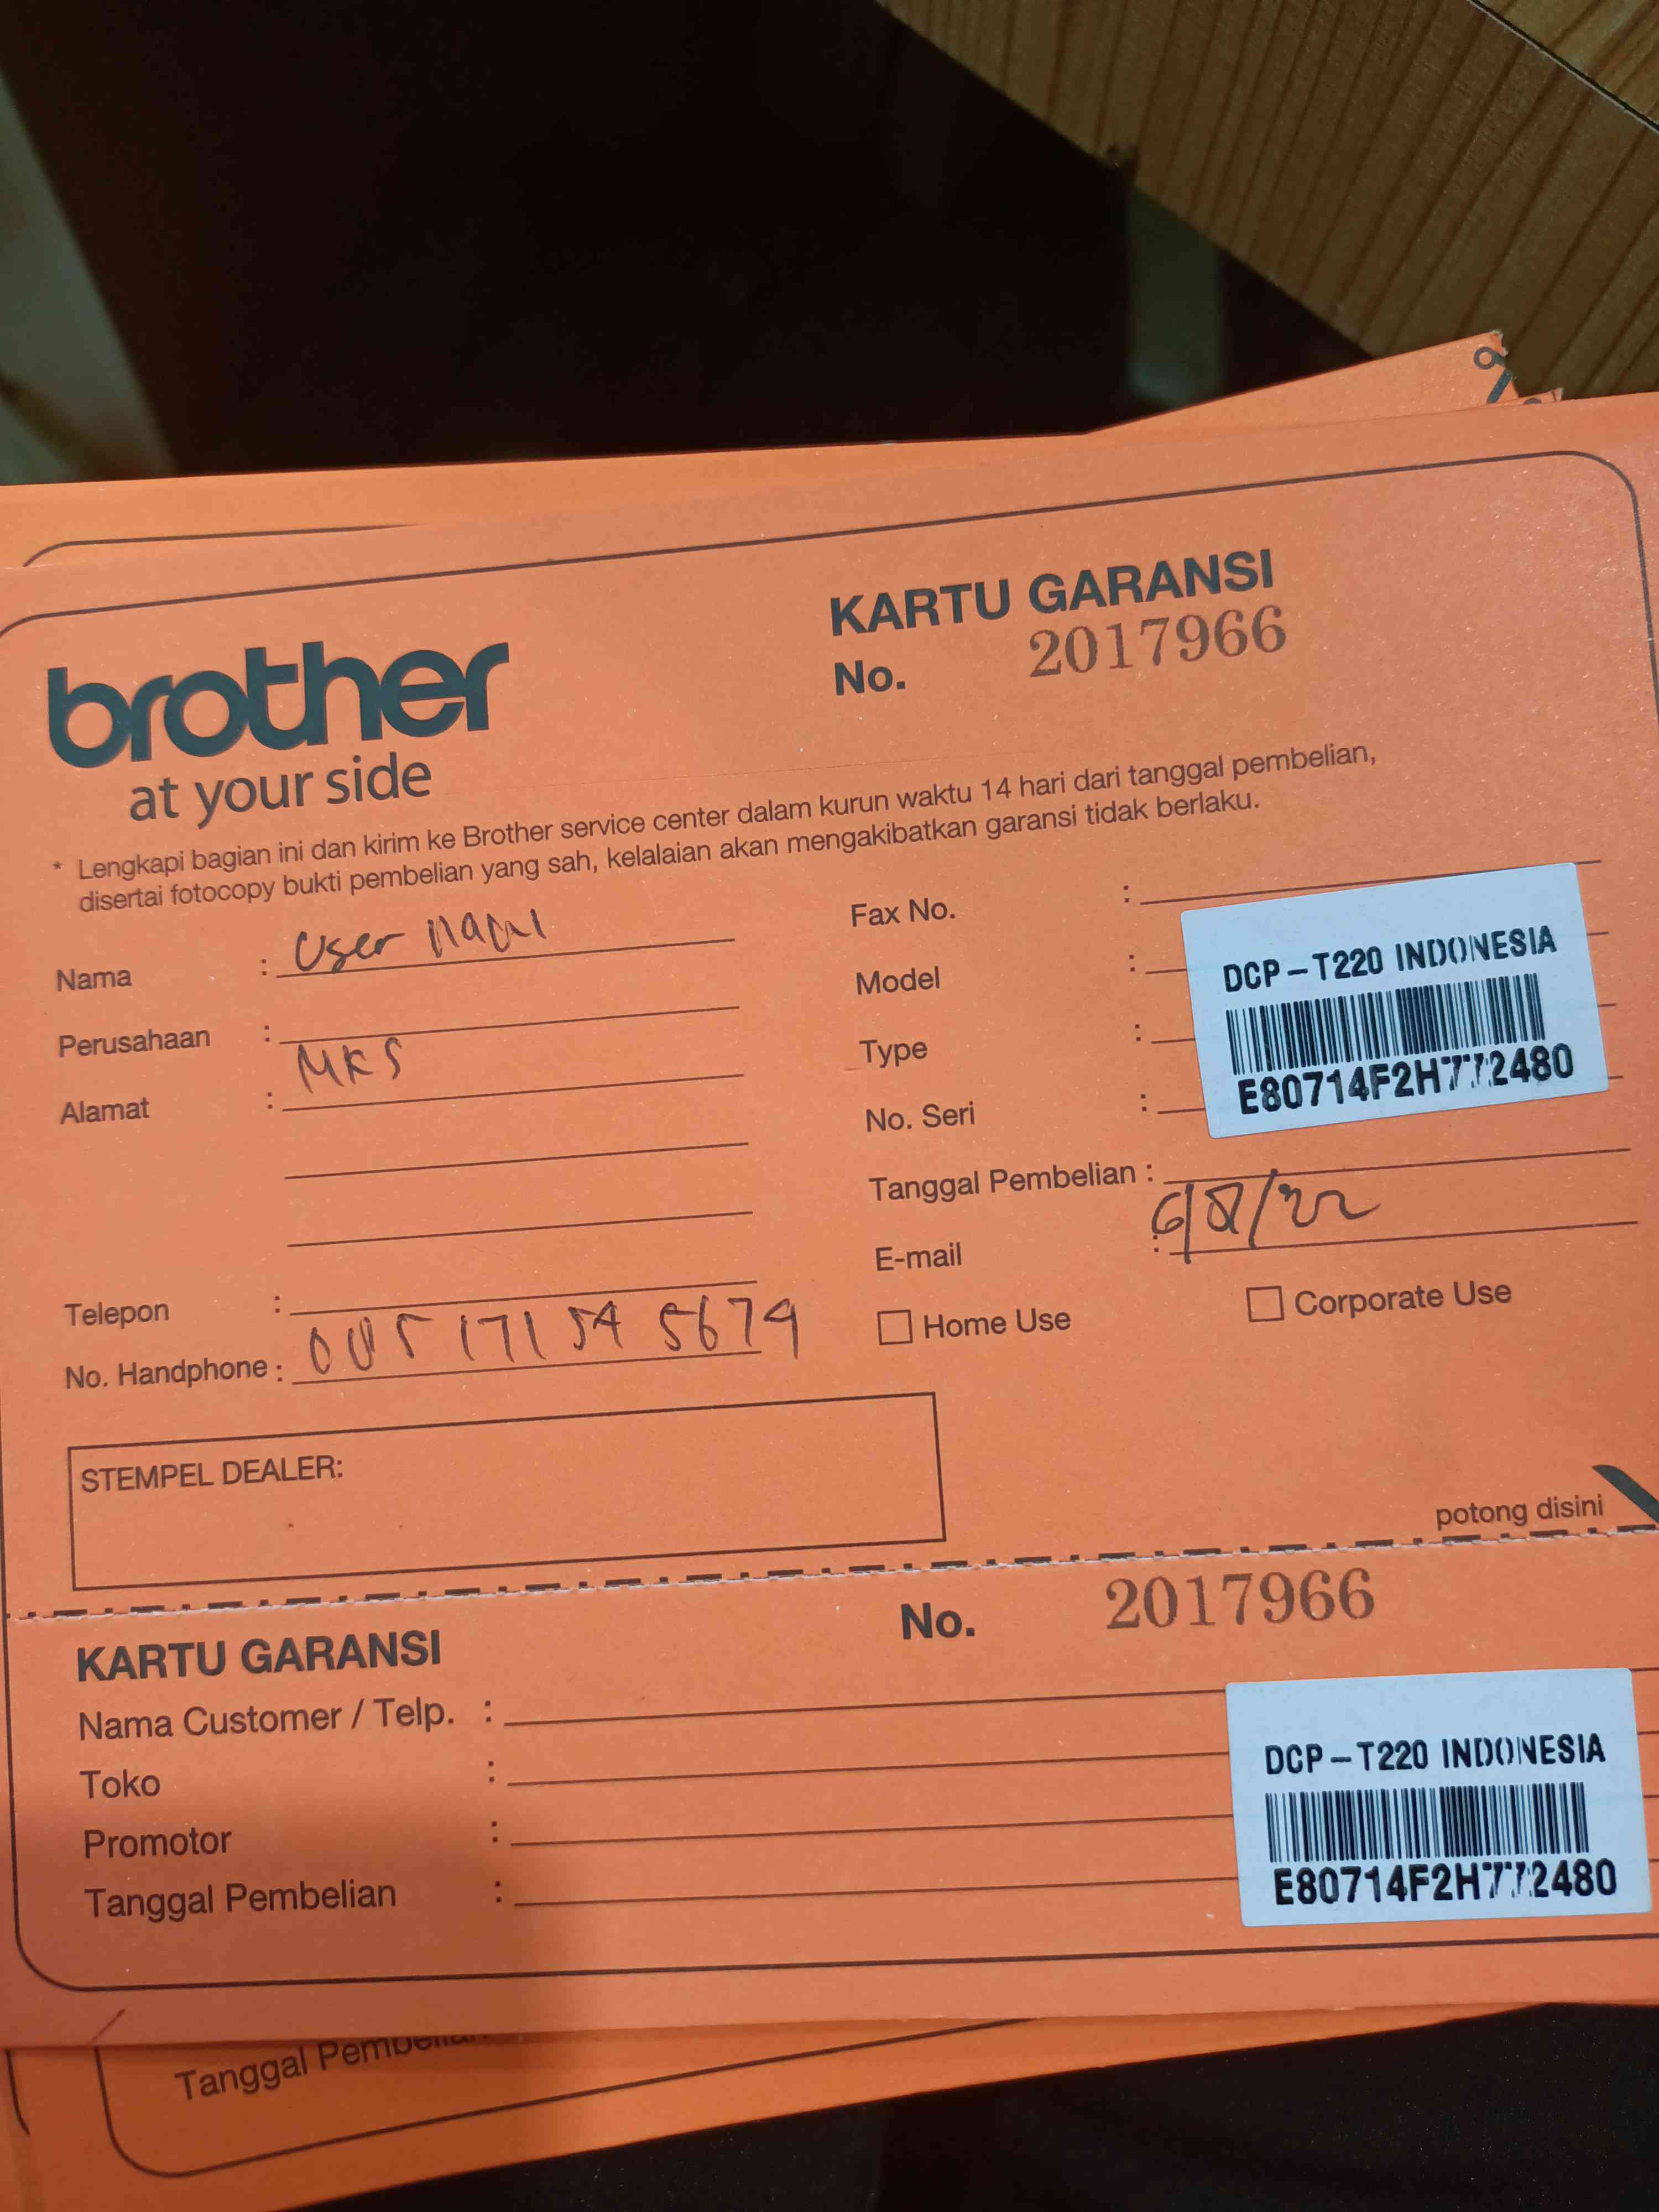 brother
at your side
KARTU GARANSI
No. 2017966
* Lengkapi bagian ini dan kirim ke Brother service center dalam kurun waktu 14 hari dari tanggal pembelian,
disertai fotocopy bukti pembelian yang sah, kelalaian akan mengakibatkan garansi tidak berlaku.
Nama : User
Perusahaan :
Alamat : MKS
Telepon :
No. Handphone :
Fax No. :
Model :
Type :
No. Seri :
DCP-T220 INDONESIA
E80714F2H772480
Tanggal Pembelian : 6/8/22
E-mail :
Home Use
Corporate Use
STEMPEL DEALER:
potong disini
KARTU GARANSI
No. 2017966
Nama Customer / Telp. :
Toko :
Promotor :
Tanggal Pembelian :
DCP-T220 INDONESIA
E80714F2H772480
Tanggal Pembelian